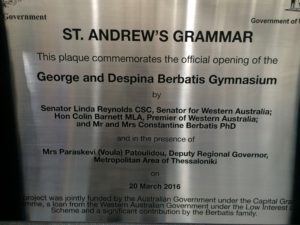 Government
Government of
ST. ANDREW'S GRAMMAR
This plaque commemorates the official opening of the
George and Despina Berbatis Gymnasium
by
Senator Linda Reynolds CSC, Senator for Western Australia;
Hon Colin Barnett MLA, Premier of Western Australia;
and Mr and Mrs Constantine Berbatis PhD
and in the presence of
Mrs Paraskevi (Voula) Patoulidou, Deputy Regional Governor,
Metropolitan Area of Thessaloniki
on
20 March 2016
project was jointly funded by the Australian Government under the Capital Gra
mme, a loan from the Western Australian Government under the Low Interest
Scheme and a significant contribution by the Berbatis family.